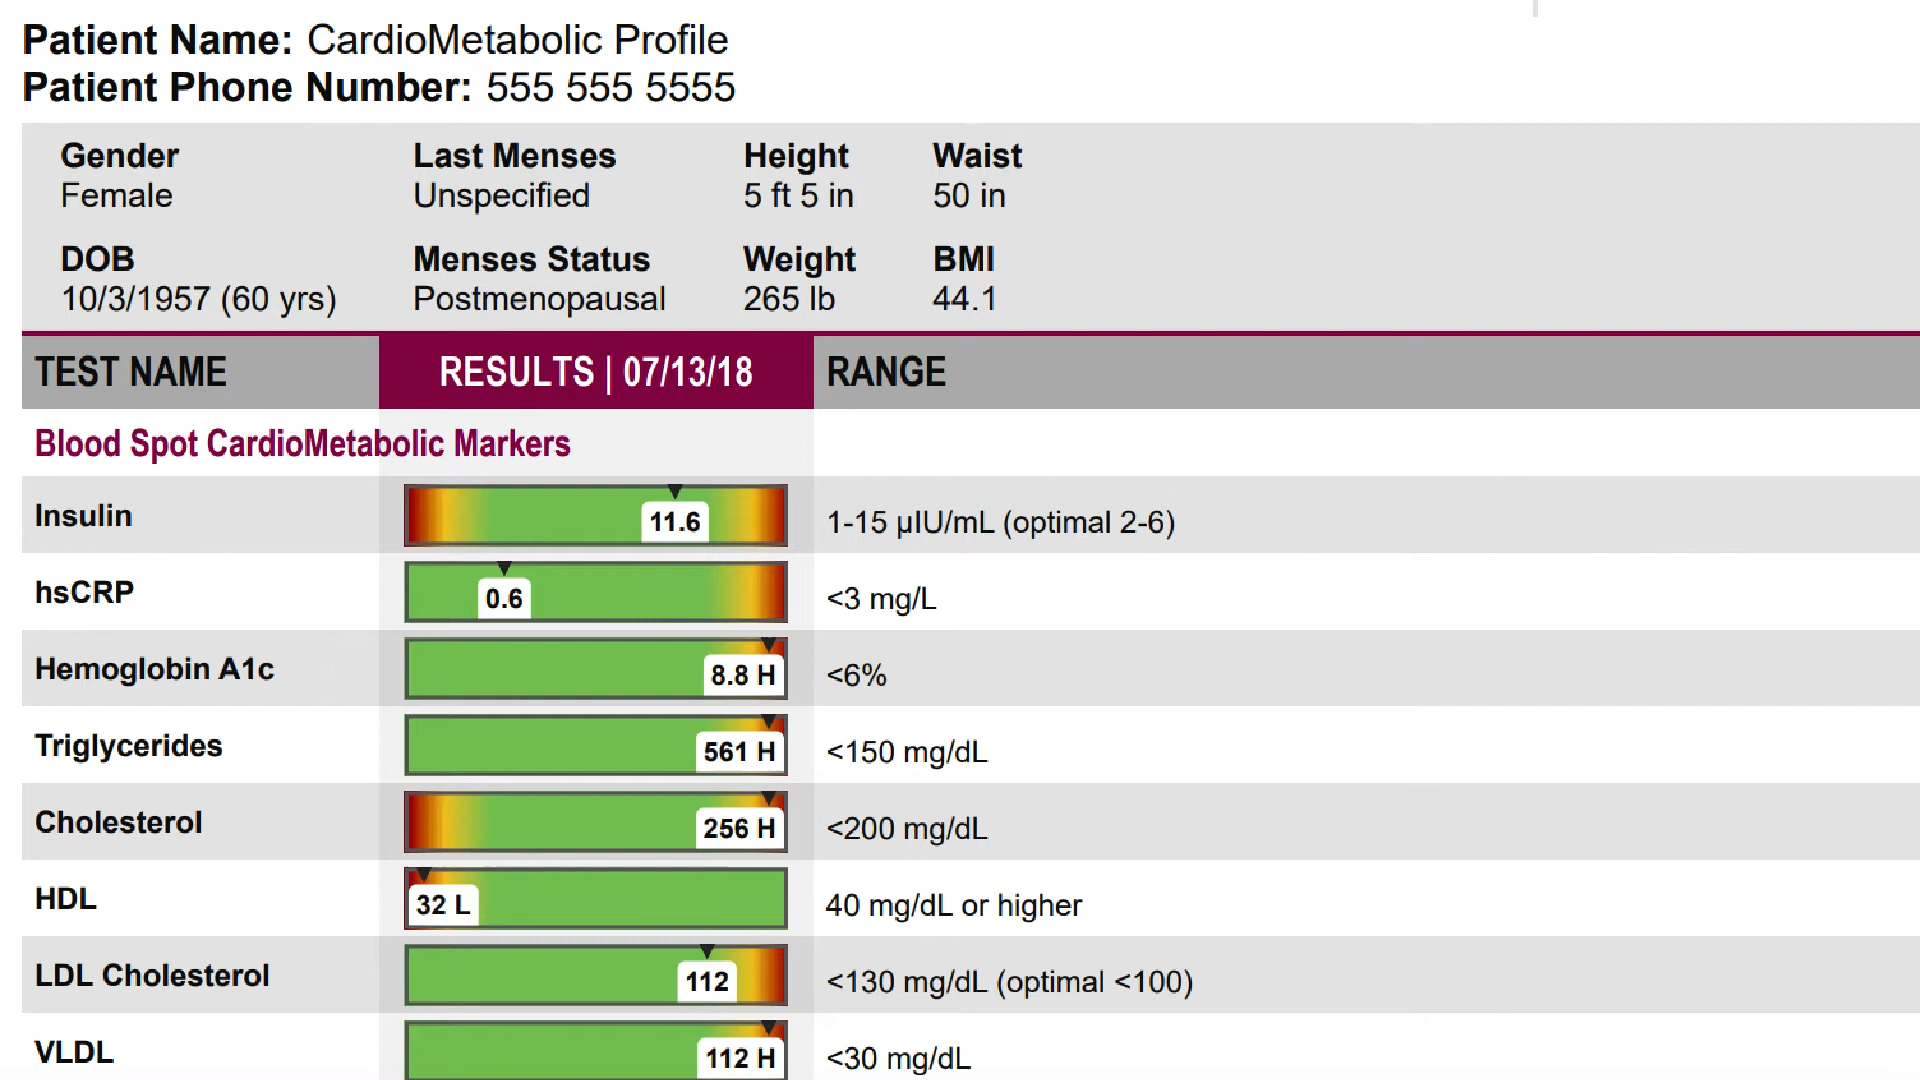 Patient Name: CardioMetabolic Profile
Patient Phone Number: 555 555 5555
Gender Last Menses Height Waist
Female Unspecified 5 ft 5 in 50 in
DOB Menses Status Weight BMI
10/3/1957 (60 yrs) Postmenopausal 265 lb 44.1
TEST NAME RESULTS | 07/13/18 RANGE
Blood Spot CardioMetabolic Markers
Insulin 11.6 1-15 µIU/mL (optimal 2-6)
hsCRP 0.6 <3 mg/L
Hemoglobin A1c 8.8 H <6%
Triglycerides 561 H <150 mg/dL
Cholesterol 256 H <200 mg/dL
HDL 32 L 40 mg/dL or higher
LDL Cholesterol 112 <130 mg/dL (optimal <100)
VLDL 112 H <30 mg/dL